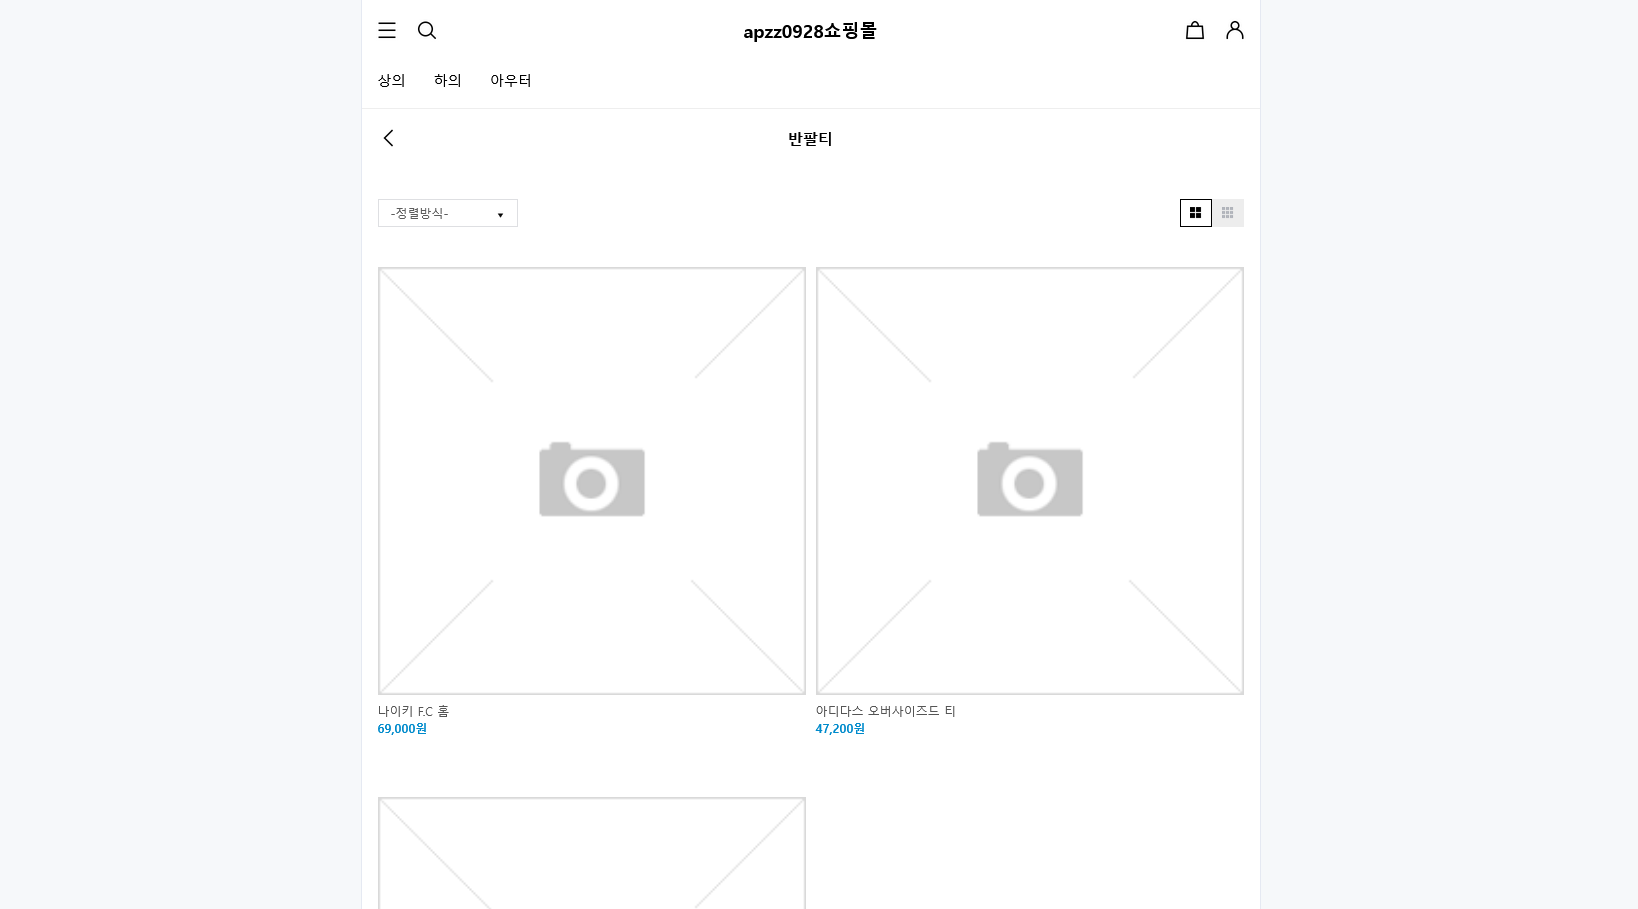 apzz0928쇼핑몰
상의 하의 아우터
반팔티
-정렬방식-
나이키 F.C 홈
69,000원
아디다스 오버사이즈드 티
47,200원